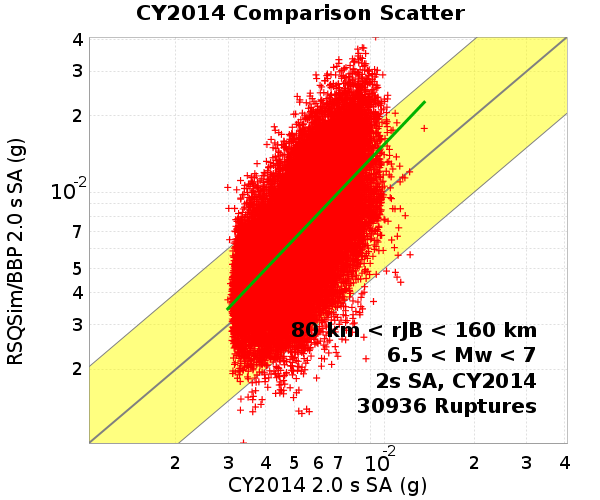 CY2014 Comparison Scatter
RSQSim/BBP 2.0 s SA (g)
4
3
2
10-2
7
5
4
3
2
80 km < rJB < 160 km
6.5 < Mw < 7
2s SA, CY2014
30936 Ruptures
2 3 4 5 6 7 10-2 2 3 4
CY2014 2.0 s SA (g)